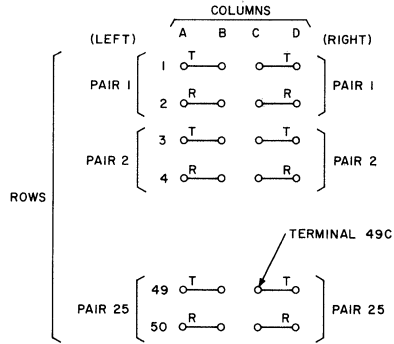 COLUMNS
(LEFT) A B C D (RIGHT)
1 T T
PAIR 1 PAIR 1
2 R R
3 T T
PAIR 2 PAIR 2
4 R R
ROWS
TERMINAL 49C
49 T T
PAIR 25 PAIR 25
50 R R